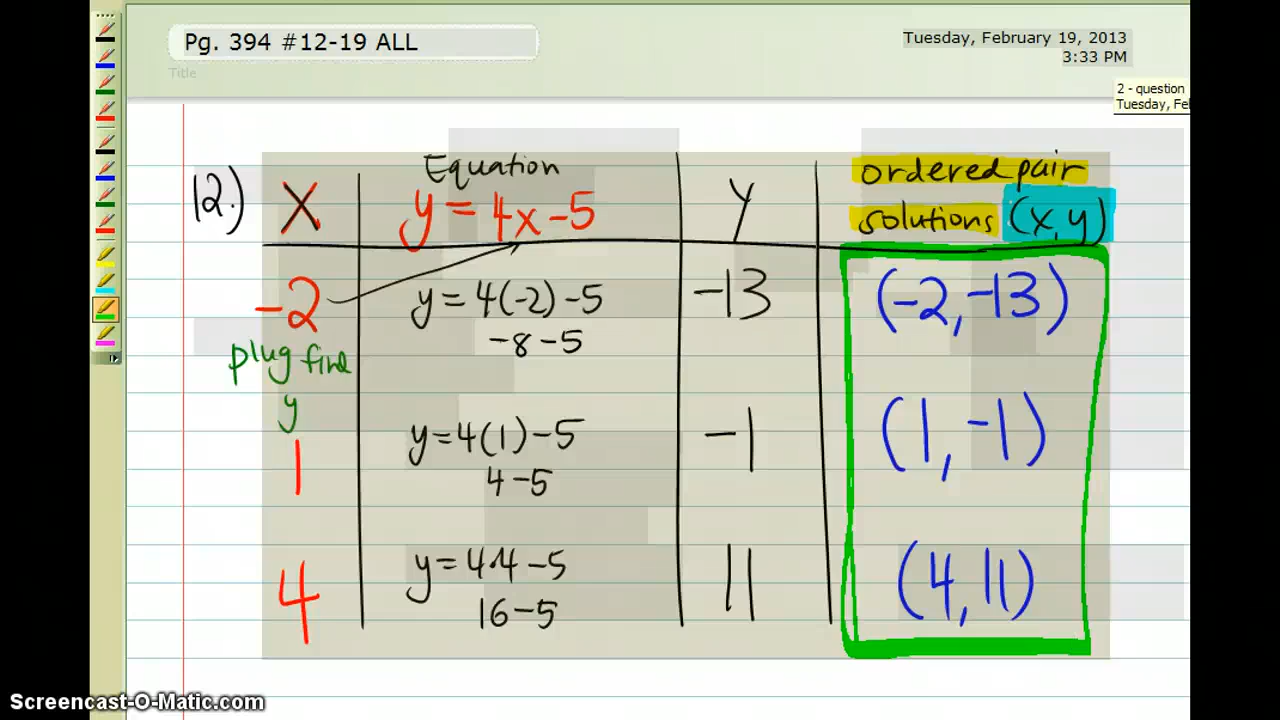 Pg. 394 #12-19 ALL
Title
Tuesday, February 19, 2013
3:33 PM
2 - question
Tuesday, Feb
12.) X Equation y = 4x - 5 y ordered pair solutions (x, y)
-2 y = 4(-2) - 5 -13 (-2, -13)
-8 - 5
plug find
y
1 y = 4(1) - 5 -1 (1, -1)
4 - 5
4 y = 4·4 - 5 11 (4, 11)
16 - 5
Screencast-O-Matic.com